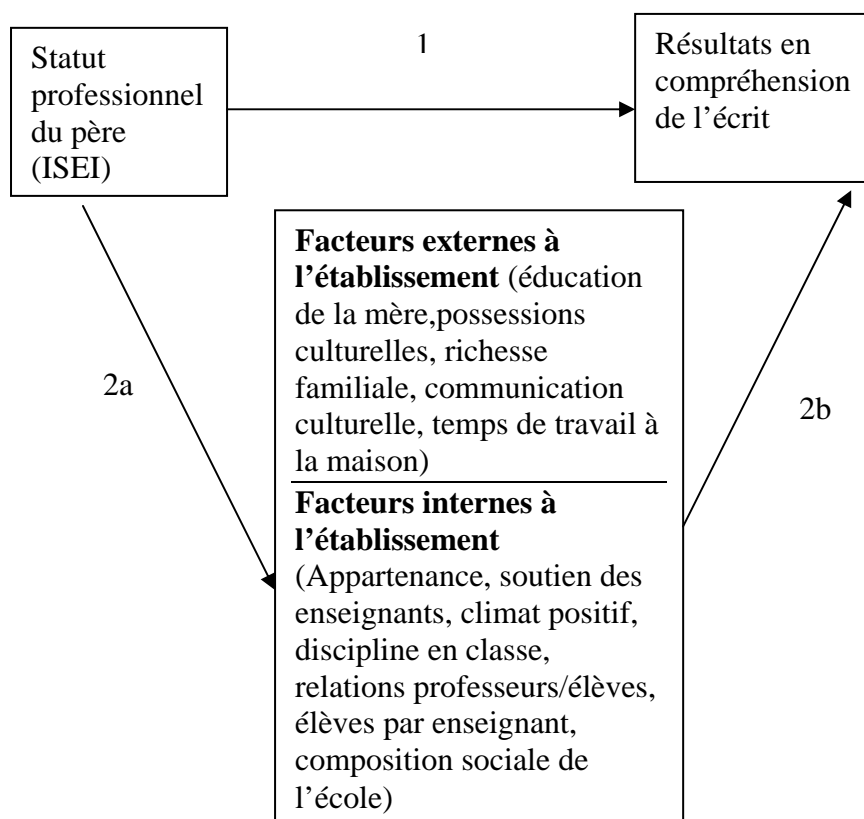 Statut
professionnel
du père
(ISEI)
1
Résultats en
compréhension
de l’écrit
2a
Facteurs externes à
l’établissement (éducation
de la mère,possessions
culturelles, richesse
familiale, communication
culturelle, temps de travail à
la maison)
Facteurs internes à
l’établissement
(Appartenance, soutien des
enseignants, climat positif,
discipline en classe,
relations professeurs/élèves,
élèves par enseignant,
composition sociale de
l’école)
2b